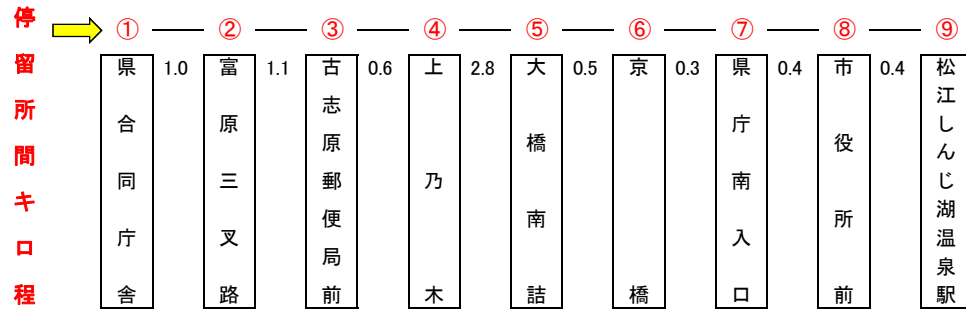 停留所間キロ程
① ② ③ ④ ⑤ ⑥ ⑦ ⑧ ⑨
県合同庁舎
1.0
富原三叉路
1.1
古志原郵便局前
0.6
上乃木
2.8
大橋南詰
0.5
京橋
0.3
県庁南入口
0.4
市役所前
0.4
松江しんじ湖温泉駅